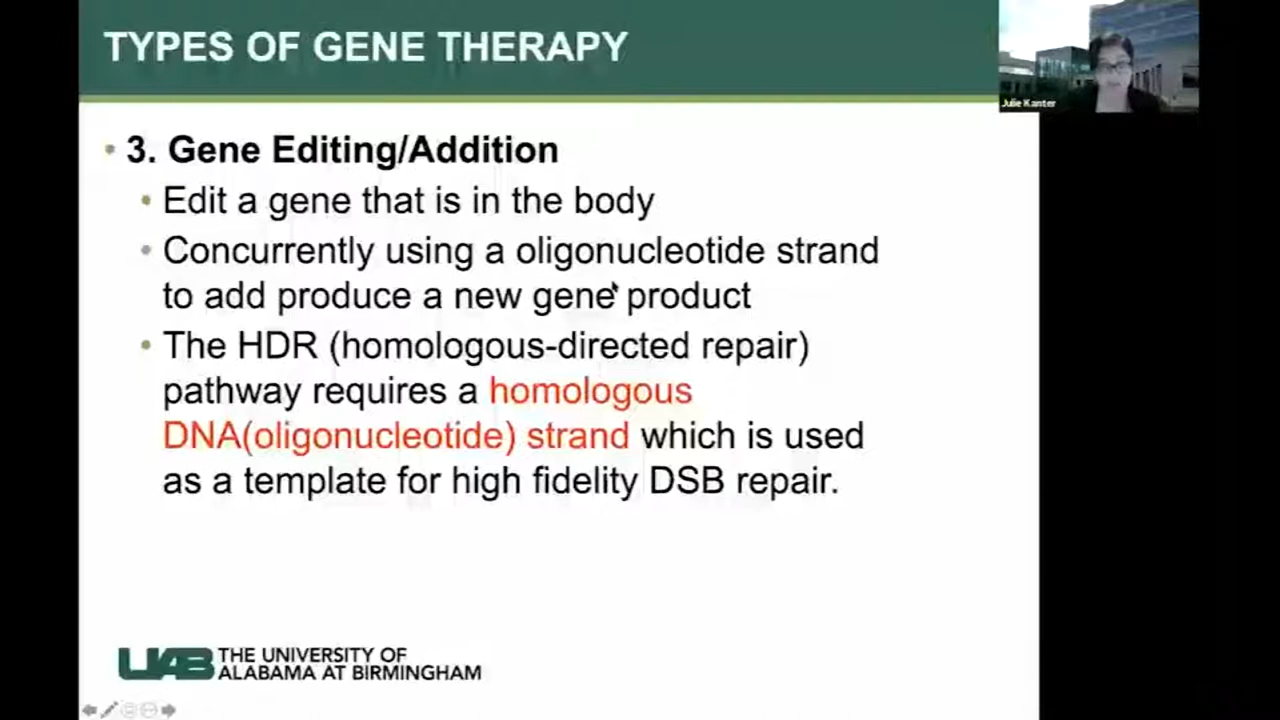 TYPES OF GENE THERAPY
Julie Kanter
3. Gene Editing/Addition
Edit a gene that is in the body
Concurrently using a oligonucleotide strand
to add produce a new gene product
The HDR (homologous-directed repair)
pathway requires a homologous
DNA(oligonucleotide) strand which is used
as a template for high fidelity DSB repair.
UAB THE UNIVERSITY OF
ALABAMA AT BIRMINGHAM